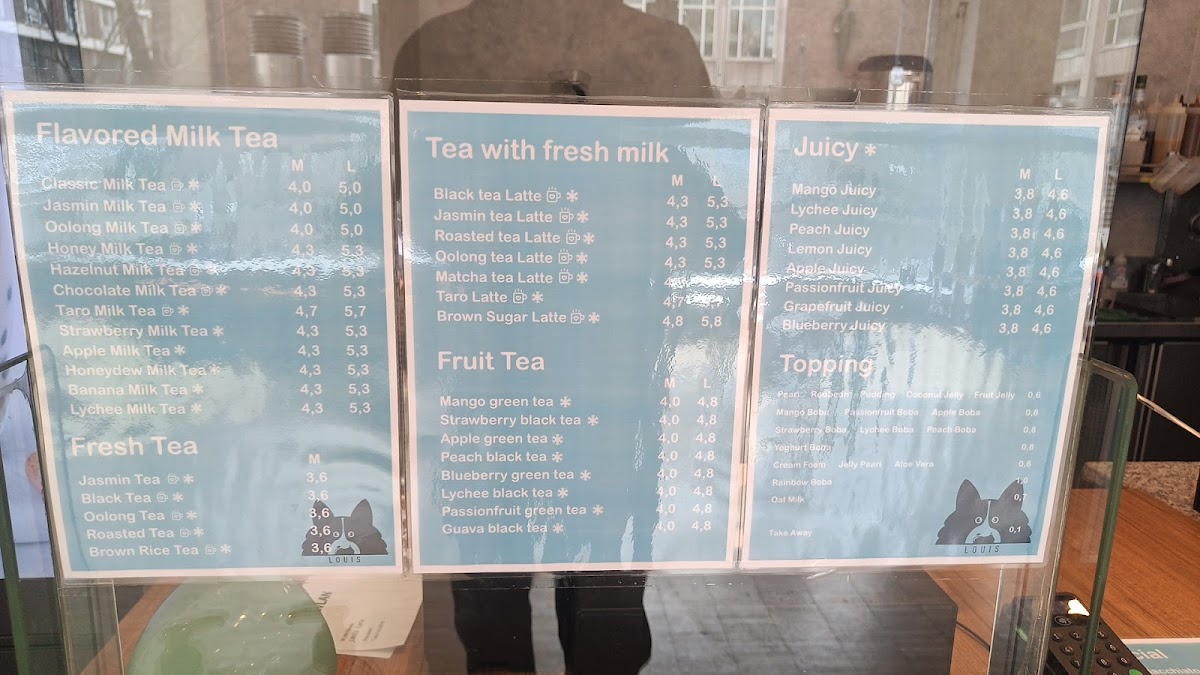 Flavored Milk Tea
M L
Classic Milk Tea * 4,0 5,0
Jasmin Milk Tea * 4,0 5,0
Oolong Milk Tea * 4,0 5,0
Honey Milk Tea * 4,3 5,3
Hazelnut Milk Tea * 4,3 5,3
Chocolate Milk Tea * 4,3 5,3
Taro Milk Tea * 4,7 5,7
Strawberry Milk Tea * 4,3 5,3
Apple Milk Tea * 4,3 5,3
Honeydew Milk Tea * 4,3 5,3
Banana Milk Tea * 4,3 5,3
Lychee Milk Tea * 4,3 5,3
Fresh Tea
M
Jasmin Tea * 3,6
Black Tea * 3,6
Oolong Tea * 3,6
Roasted Tea * 3,6
Brown Rice Tea * 3,6
LOUIS
Tea with fresh milk
M L
Black tea Latte * 4,3 5,3
Jasmin tea Latte * 4,3 5,3
Roasted tea Latte * 4,3 5,3
Oolong tea Latte * 4,3 5,3
Matcha tea Latte *
Taro Latte * 4,7
Brown Sugar Latte * 4,8 5,8
Fruit Tea
M L
Mango green tea * 4,0 4,8
Strawberry black tea * 4,0 4,8
Apple green tea * 4,0 4,8
Peach black tea * 4,0 4,8
Blueberry green tea * 4,0 4,8
Lychee black tea * 4,0 4,8
Passionfruit green tea * 4,0 4,8
Guava black tea * 4,0 4,8
Juicy *
M L
Mango Juicy 3,8 4,6
Lychee Juicy 3,8 4,6
Peach Juicy 3,8 4,6
Lemon Juicy 3,8 4,6
Apple Juicy 3,8 4,6
Passionfruit Juicy 3,8 4,6
Grapefruit Juicy 3,8 4,6
Blueberry Juicy 3,8 4,6
Topping
Pearl Redbean Pudding Coconut Jelly Fruit Jelly 0,6
Mango Boba Passionfruit Boba Apple Boba 0,8
Strawberry Boba Lychee Boba Peach Boba 0,8
Yoghurt Boba 0,8
Cream Foam Jelly Pearl Aloe Vera 0,8
Rainbow Boba 1,0
Oat Milk 0,7
Take Away 0,1
LOUIS